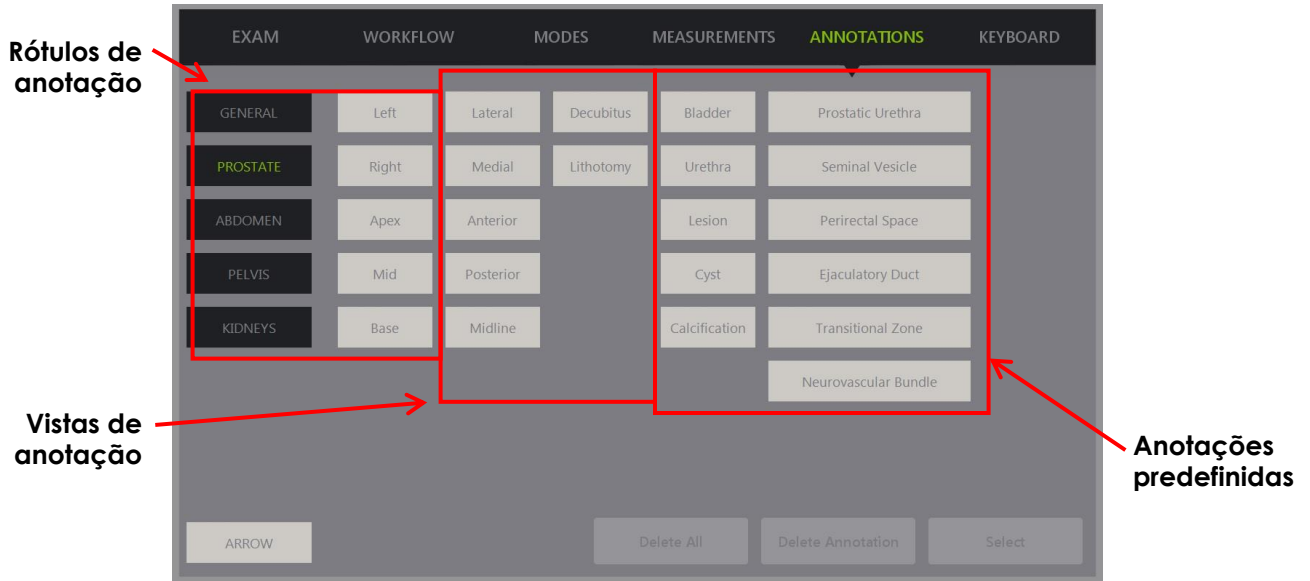 EXAM WORKFLOW MODES MEASUREMENTS ANNOTATIONS KEYBOARD
Rótulos de
anotação
GENERAL Left Lateral Decubitus Bladder Prostatic Urethra
PROSTATE Right Medial Lithotomy Urethra Seminal Vesicle
ABDOMEN Apex Anterior Lesion Perirectal Space
PELVIS Mid Posterior Cyst Ejaculatory Duct
KIDNEYS Base Midline Calcification Transitional Zone
Neurovascular Bundle
Vistas de
anotação
Anotações
predefinidas
ARROW Delete All Delete Annotation Select